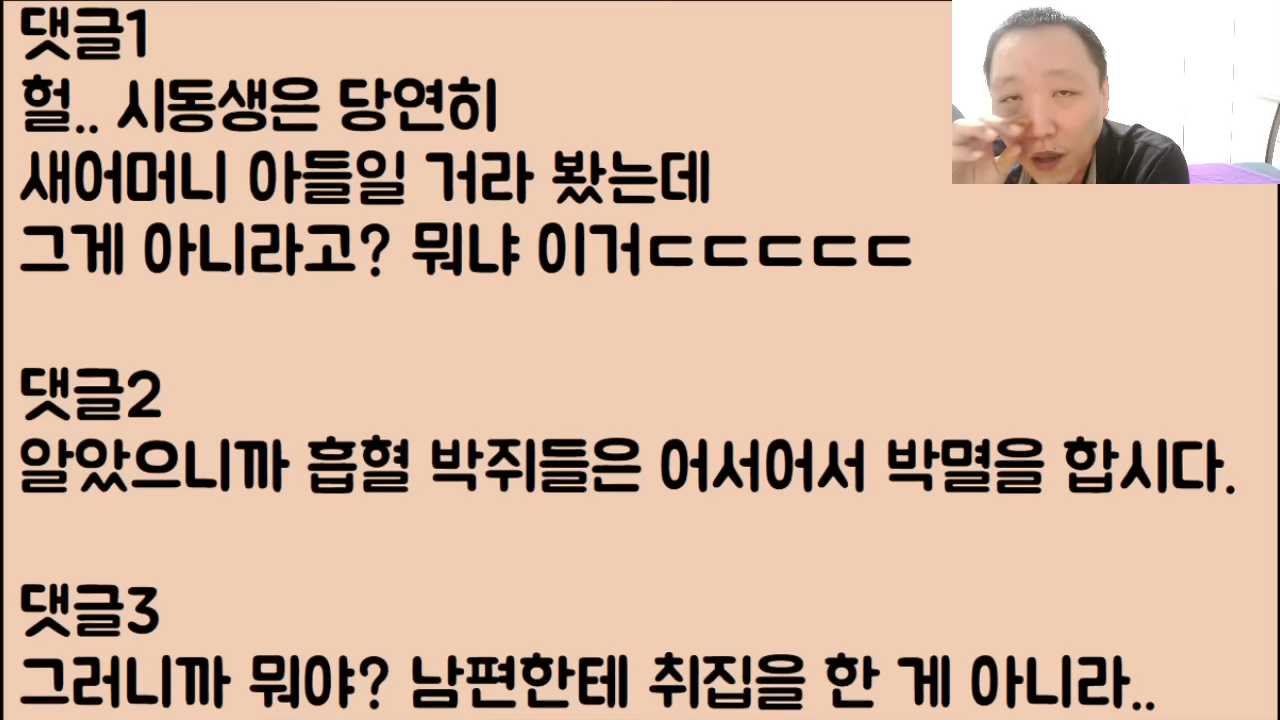 댓글1
헐.. 시동생은 당연히
새어머니 아들일 거라 봤는데
그게 아니라고? 뭐냐 이거ㄷㄷㄷㄷㄷ
댓글2
알았으니까 흡혈 박쥐들은 어서어서 박멸을 합시다.
댓글3
그러니까 뭐야? 남편한테 취집을 한 게 아니라..